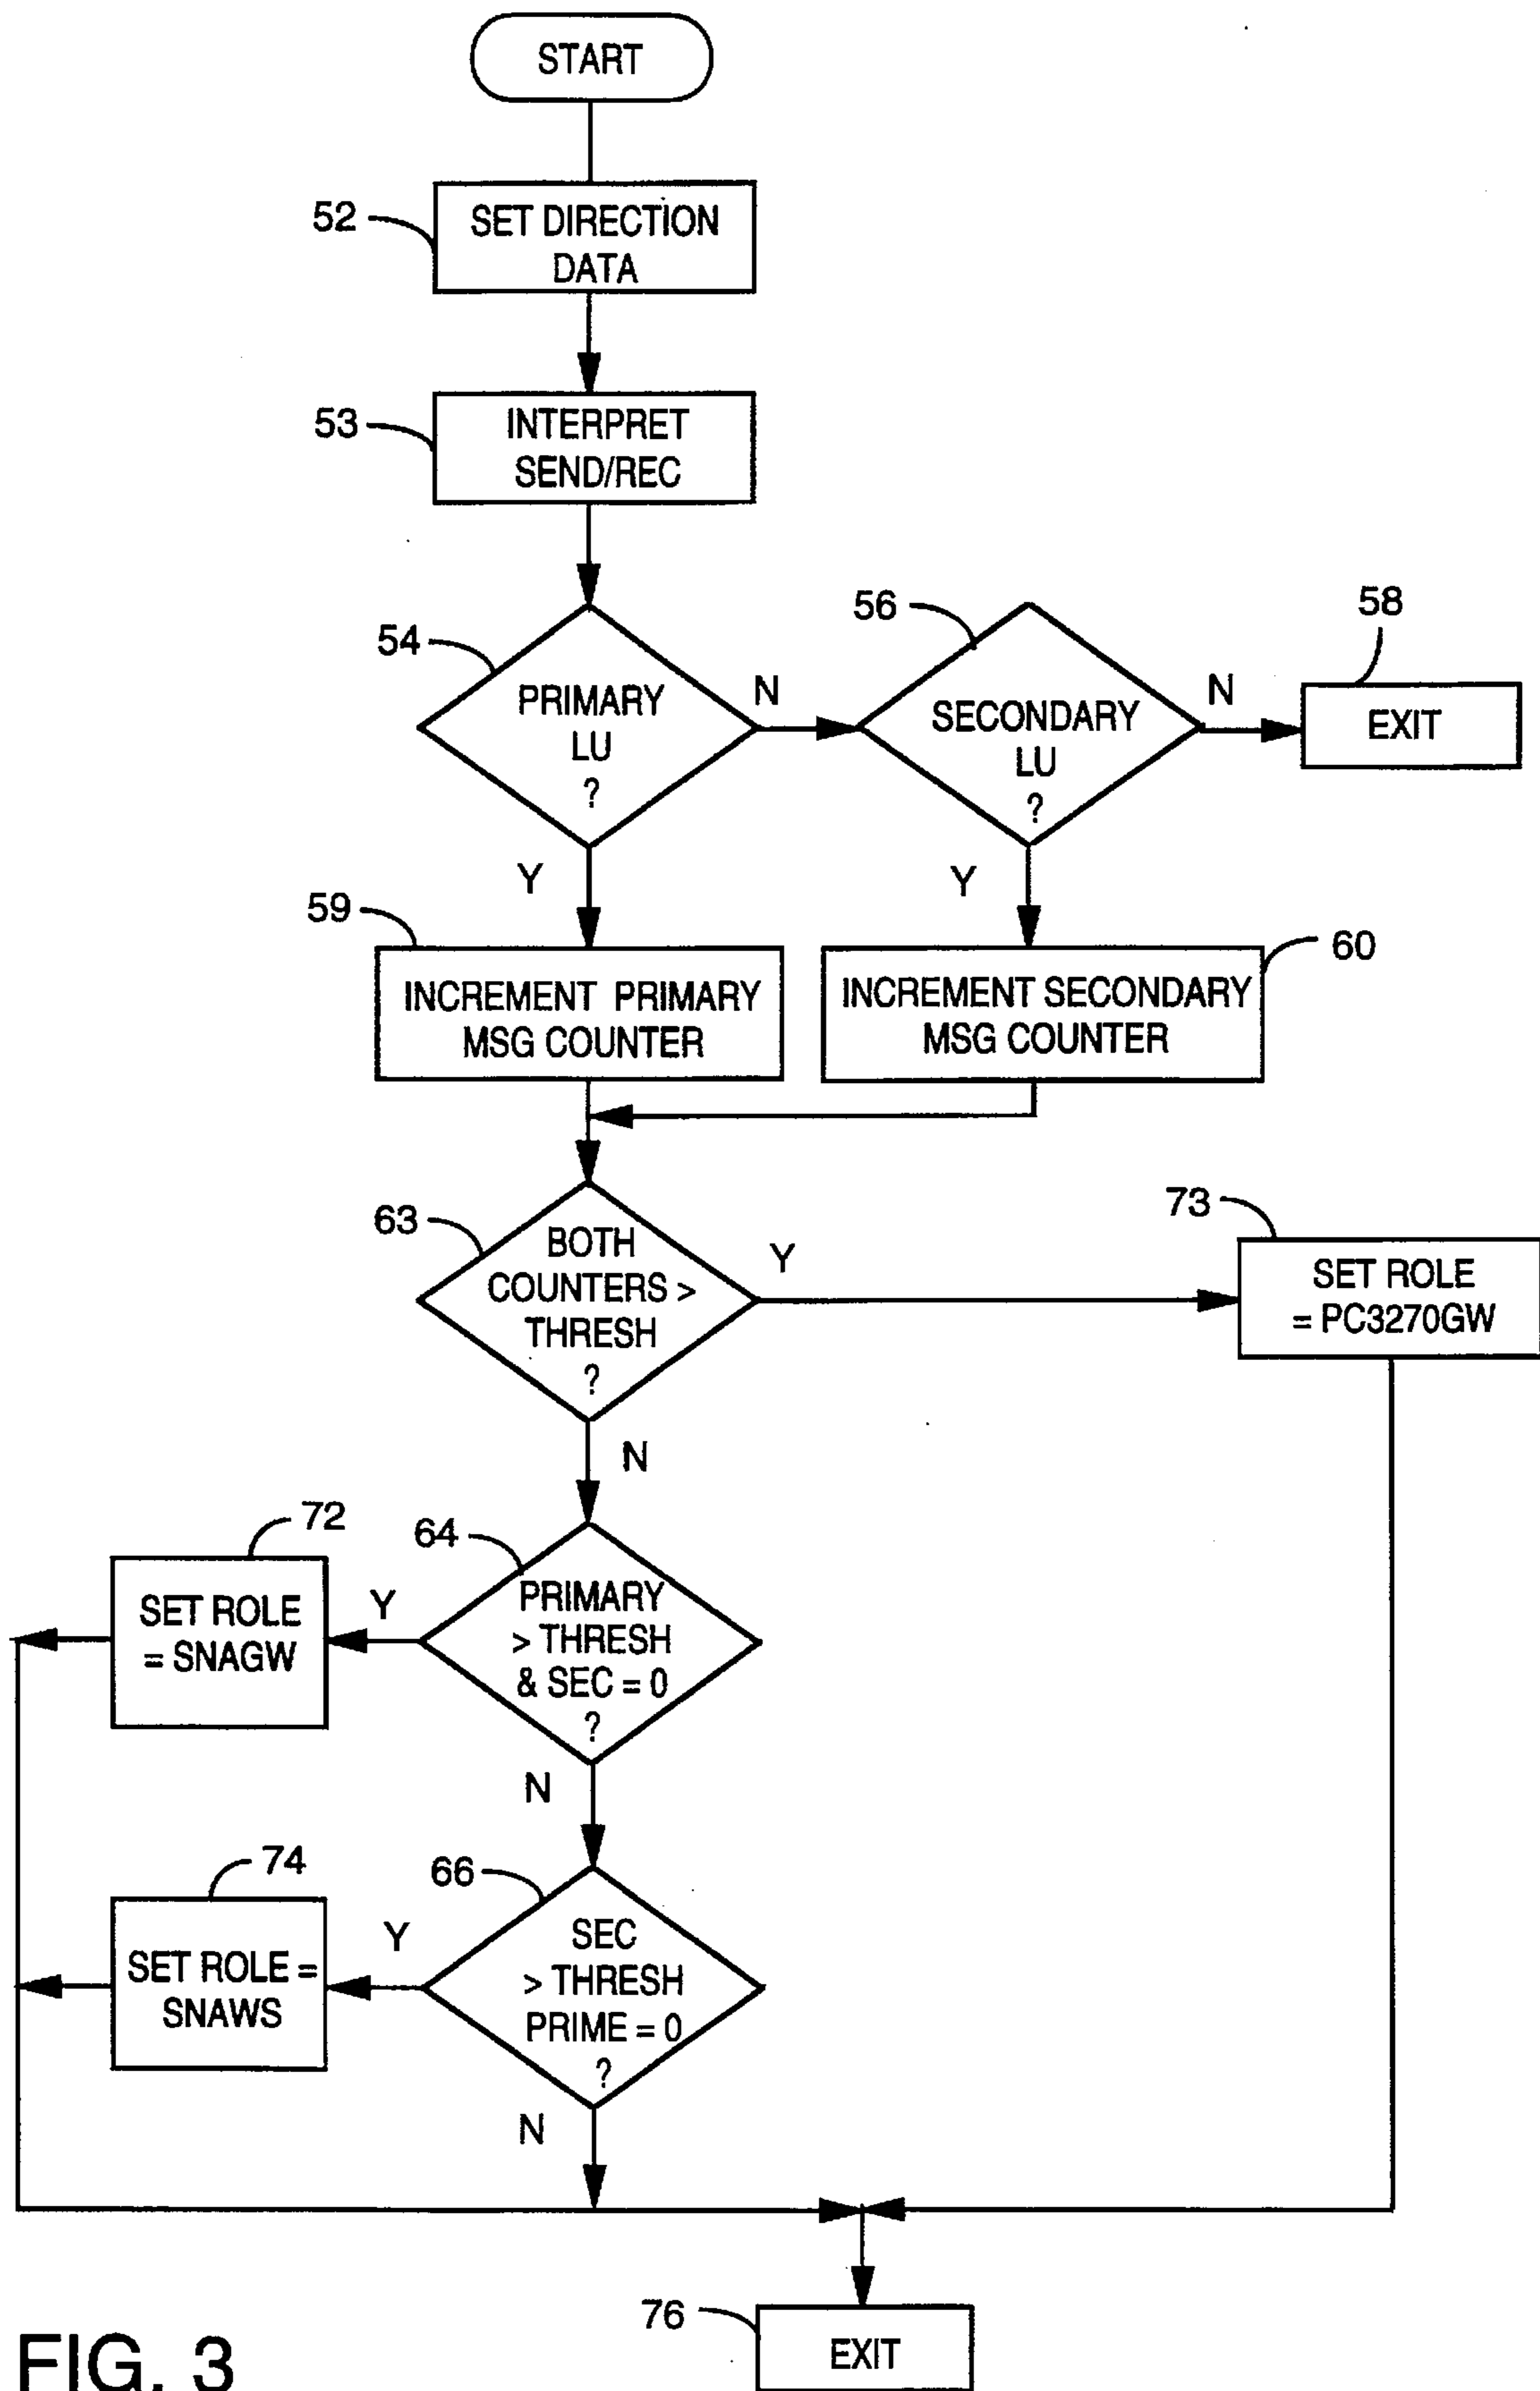 START
52
SET DIRECTION
DATA
53
INTERPRET
SEND/REC
54
PRIMARY
LU
?
N
56
SECONDARY
LU
?
N
58
EXIT
Y
Y
59
INCREMENT PRIMARY
MSG COUNTER
INCREMENT SECONDARY
MSG COUNTER
60
63
BOTH
COUNTERS >
THRESH
?
Y
73
SET ROLE
= PC3270GW
N
72
SET ROLE
= SNAGW
Y
64
PRIMARY
> THRESH
& SEC = 0
?
N
74
SET ROLE =
SNAWS
Y
66
SEC
> THRESH
PRIME = 0
?
N
76
EXIT
FIG. 3